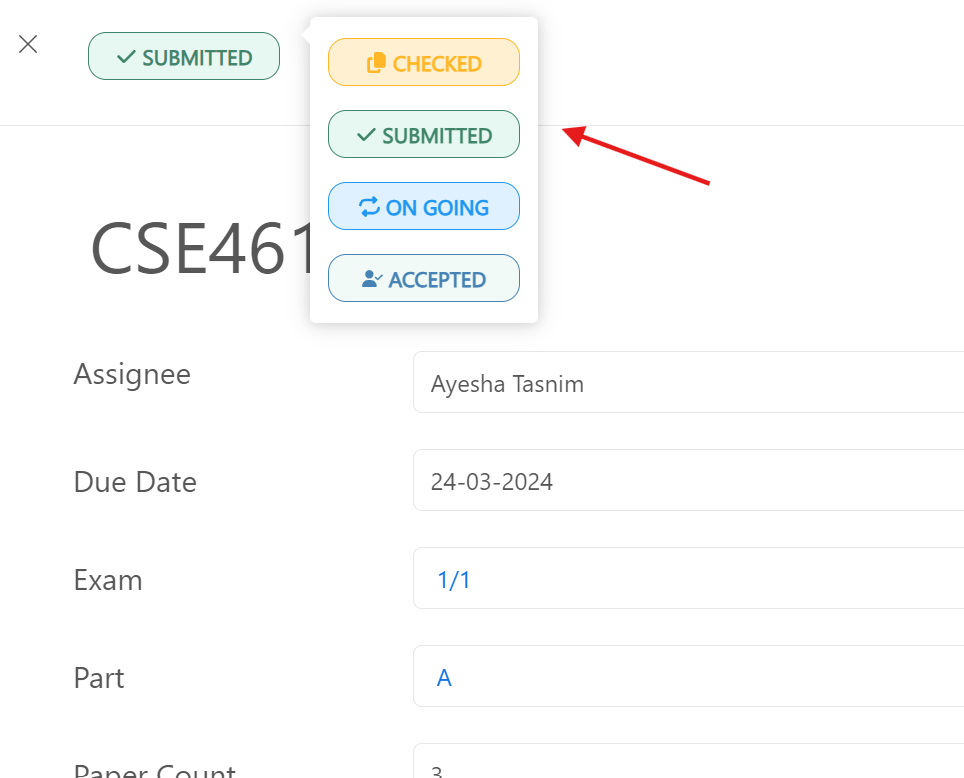 SUBMITTED
CHECKED
SUBMITTED
ON GOING
ACCEPTED
CSE461
Assignee
Ayesha Tasnim
Due Date
24-03-2024
Exam
1/1
Part
A
Paper Count
3